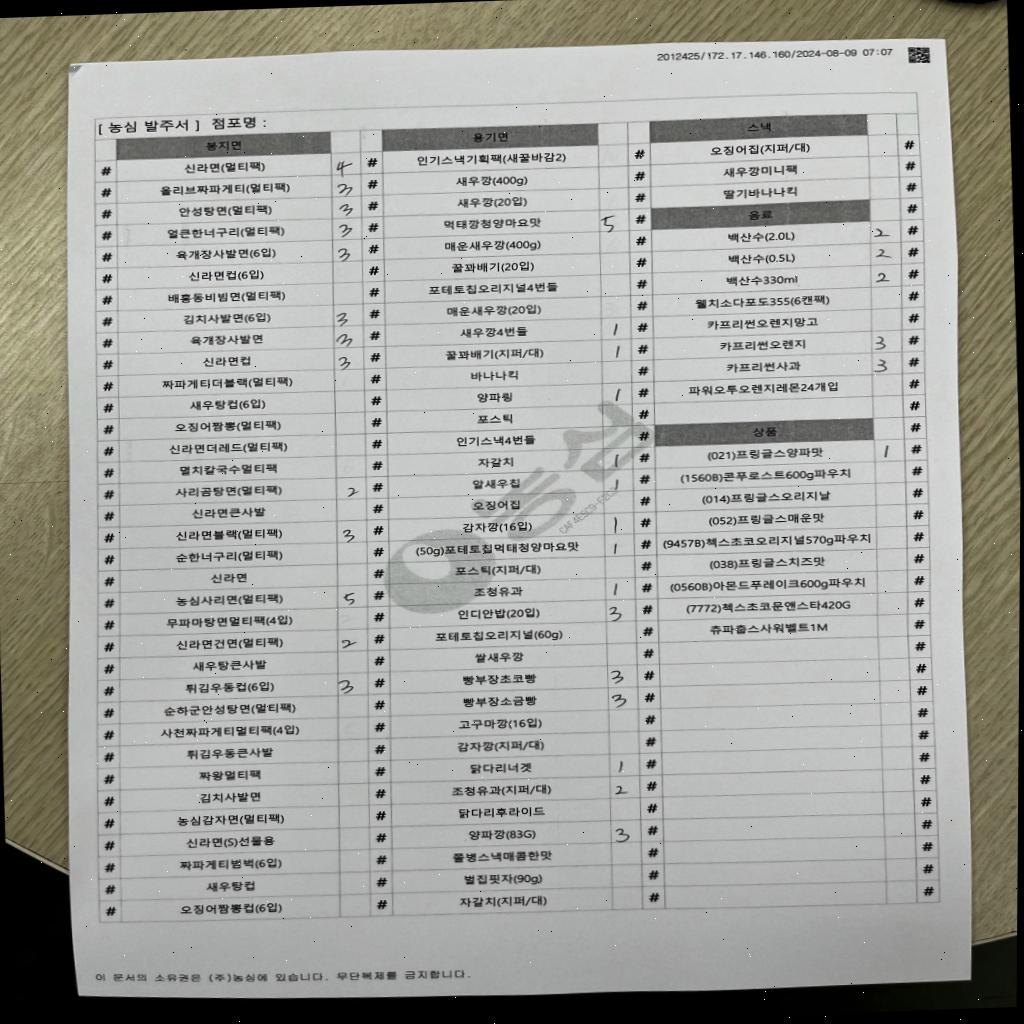 2012425/172.17.146.160/2024-08-09 07:07
[ 농심 발주서 ] 점포명 :
봉지면 용기면 스낵
# 신라면(멀티팩) 4 # 인기스낵기획팩(새꿀바감2) # 오징어집(지퍼/대) #
# 올리브짜파게티(멀티팩) 3 # 새우깡(400g) # 새우깡미니팩 #
# 안성탕면(멀티팩) 3 # 새우깡(20입) # 딸기바나나킥 #
# 얼큰한너구리(멀티팩) 3 # 먹태깡청양마요맛 5 # 음료 #
# 육개장사발면(6입) 3 # 매운새우깡(400g) # 백산수(2.0L) 2 #
# 신라면컵(6입) # 꿀꽈배기(20입) # 백산수(0.5L) 2 #
# 배홍동비빔면(멀티팩) # 포테토칩오리지널4번들 # 백산수330ml 2 #
# 김치사발면(6입) 3 # 매운새우깡(20입) # 웰치소다포도355(6캔팩) #
# 육개장사발면 3 # 새우깡4번들 1 # 카프리썬오렌지망고 #
# 신라면컵 3 # 꿀꽈배기(지퍼/대) 1 # 카프리썬오렌지 3 #
# 짜파게티더블랙(멀티팩) # 바나나킥 # 카프리썬사과 3 #
# 새우탕컵(6입) # 양파링 1 # 파워오투오렌지레몬24개입 #
# 오징어짬뽕(멀티팩) # 포스틱 # #
# 신라면더레드(멀티팩) # 인기스낵4번들 # 상품 #
# 멸치칼국수멀티팩 # 자갈치 1 # (021)프링글스양파맛 1 #
# 사리곰탕면(멀티팩) 2 # 알새우칩 1 # (1560B)콘푸로스트600g파우치 #
# 신라면큰사발 # 오징어집 # (014)프링글스오리지날 #
# 신라면블랙(멀티팩) 3 # 감자깡(16입) 1 # (052)프링글스매운맛 #
# 순한너구리(멀티팩) # (50g)포테토칩먹태청양마요맛 1 # (9457B)첵스초코오리지널570g파우치 #
# 신라면 # 포스틱(지퍼/대) # (038)프링글스치즈맛 #
# 농심사리면(멀티팩) 5 # 조청유과 1 # (0560B)아몬드푸레이크600g파우치 #
# 무파마탕면멀티팩(4입) # 인디안밥(20입) 3 # (7772)첵스초코문앤스타420G #
# 신라면건면(멀티팩) 2 # 포테토칩오리지널(60g) # 츄파춥스사워벨트1M #
# 새우탕큰사발 # 쌀새우깡 # #
# 튀김우동컵(6입) 3 # 빵부장초코빵 3 # #
# 순하군안성탕면(멀티팩) # 빵부장소금빵 3 # #
# 사천짜파게티멀티팩(4입) # 고구마깡(16입) # #
# 튀김우동큰사발 # 감자깡(지퍼/대) # #
# 짜왕멀티팩 # 닭다리너겟 1 # #
# 김치사발면 # 조청유과(지퍼/대) 2 # #
# 농심감자면(멀티팩) # 닭다리후라이드 # #
# 신라면(S)선물용 # 양파깡(83G) 3 # #
# 짜파게티범벅(6입) # 쫄병스낵매콤한맛 # #
# 새우탕컵 # 벌집핏자(90g) # #
# 오징어짬뽕컵(6입) # 자갈치(지퍼/대) # #
농심
이 문서의 소유권은 (주)농심에 있습니다. 무단복제를 금지합니다.